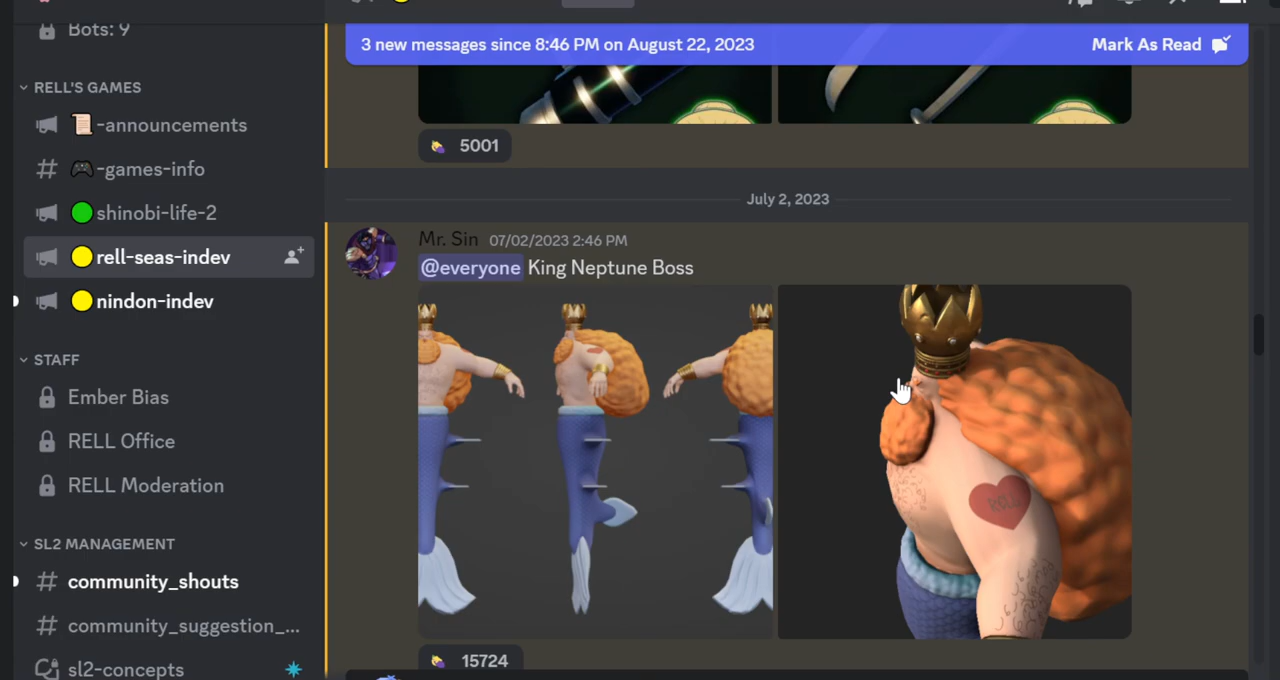 Bots: 9
RELL'S GAMES
-announcements
-games-info
shinobi-life-2
rell-seas-indev
nindon-indev
STAFF
Ember Bias
RELL Office
RELL Moderation
SL2 MANAGEMENT
community_shouts
community_suggestion_...
sl2-concepts
3 new messages since 8:46 PM on August 22, 2023 Mark As Read
5001
July 2, 2023
Mr. Sin 07/02/2023 2:46 PM
@everyone King Neptune Boss
RELL
15724